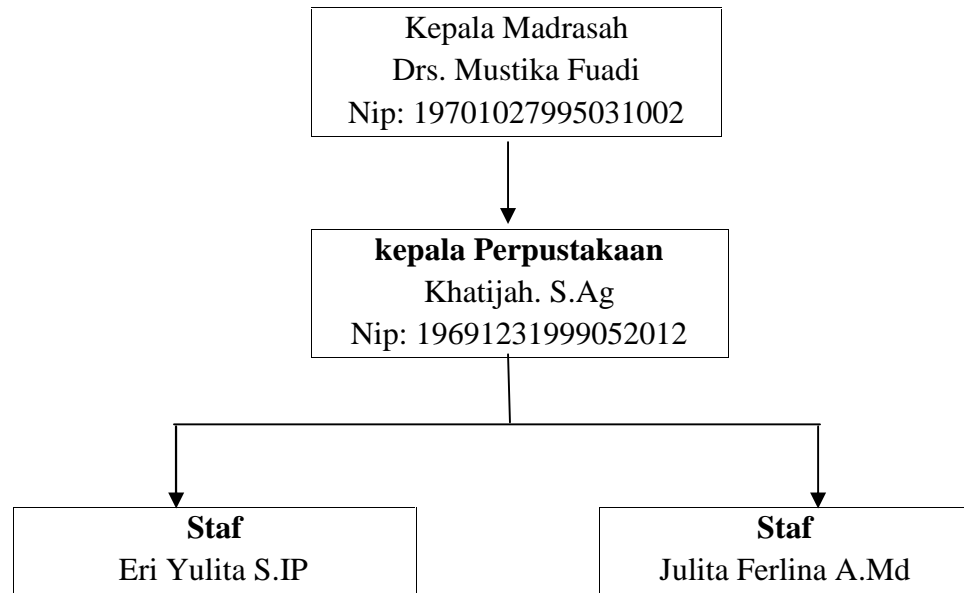 Kepala Madrasah
Drs. Mustika Fuadi
Nip: 19701027995031002
kepala Perpustakaan
Khatijah. S.Ag
Nip: 19691231999052012
Staf
Eri Yulita S.IP
Staf
Julita Ferlina A.Md